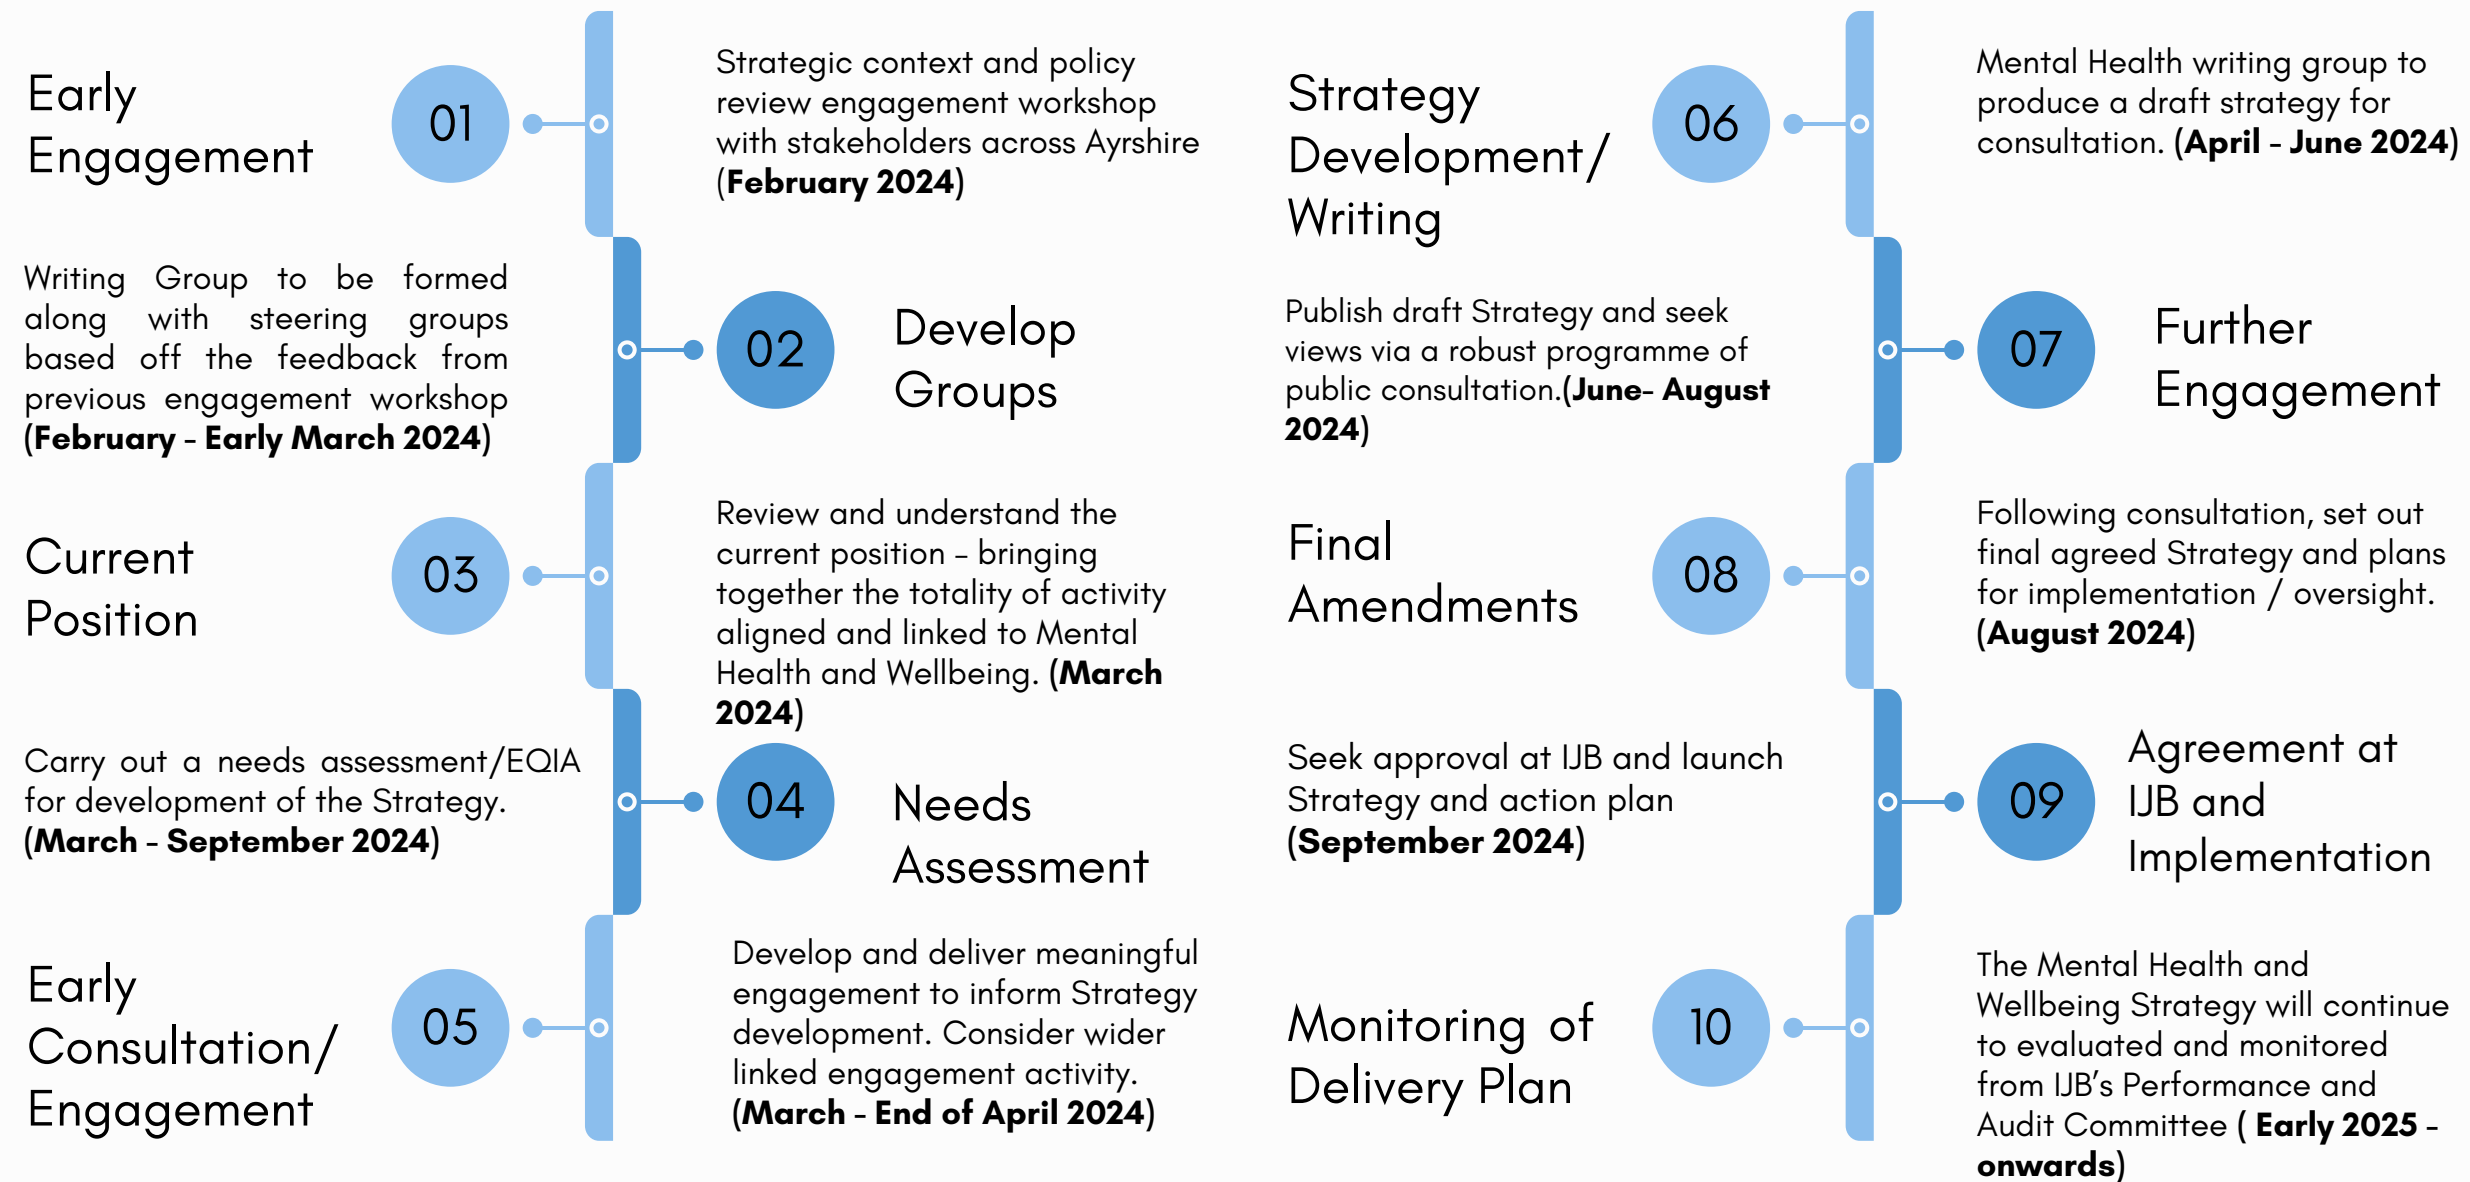 Early
Engagement
01
Strategic context and policy
review engagement workshop
with stakeholders across Ayrshire
(February 2024)
Writing Group to be formed
along with steering groups
based off the feedback from
previous engagement workshop
(February - Early March 2024)
02
Develop
Groups
Current
Position
03
Review and understand the
current position - bringing
together the totality of activity
aligned and linked to Mental
Health and Wellbeing. (March
2024)
Carry out a needs assessment/EQIA
for development of the Strategy.
(March - September 2024)
04
Needs
Assessment
Early
Consultation/
Engagement
05
Develop and deliver meaningful
engagement to inform Strategy
development. Consider wider
linked engagement activity.
(March - End of April 2024)
Strategy
Development/
Writing
06
Mental Health writing group to
produce a draft strategy for
consultation. (April - June 2024)
Publish draft Strategy and seek
views via a robust programme of
public consultation.(June- August
2024)
07
Further
Engagement
Final
Amendments
08
Following consultation, set out
final agreed Strategy and plans
for implementation / oversight.
(August 2024)
Seek approval at IJB and launch
Strategy and action plan
(September 2024)
09
Agreement at
IJB and
Implementation
Monitoring of
Delivery Plan
10
The Mental Health and
Wellbeing Strategy will continue
to evaluated and monitored
from IJB's Performance and
Audit Committee ( Early 2025 -
onwards)